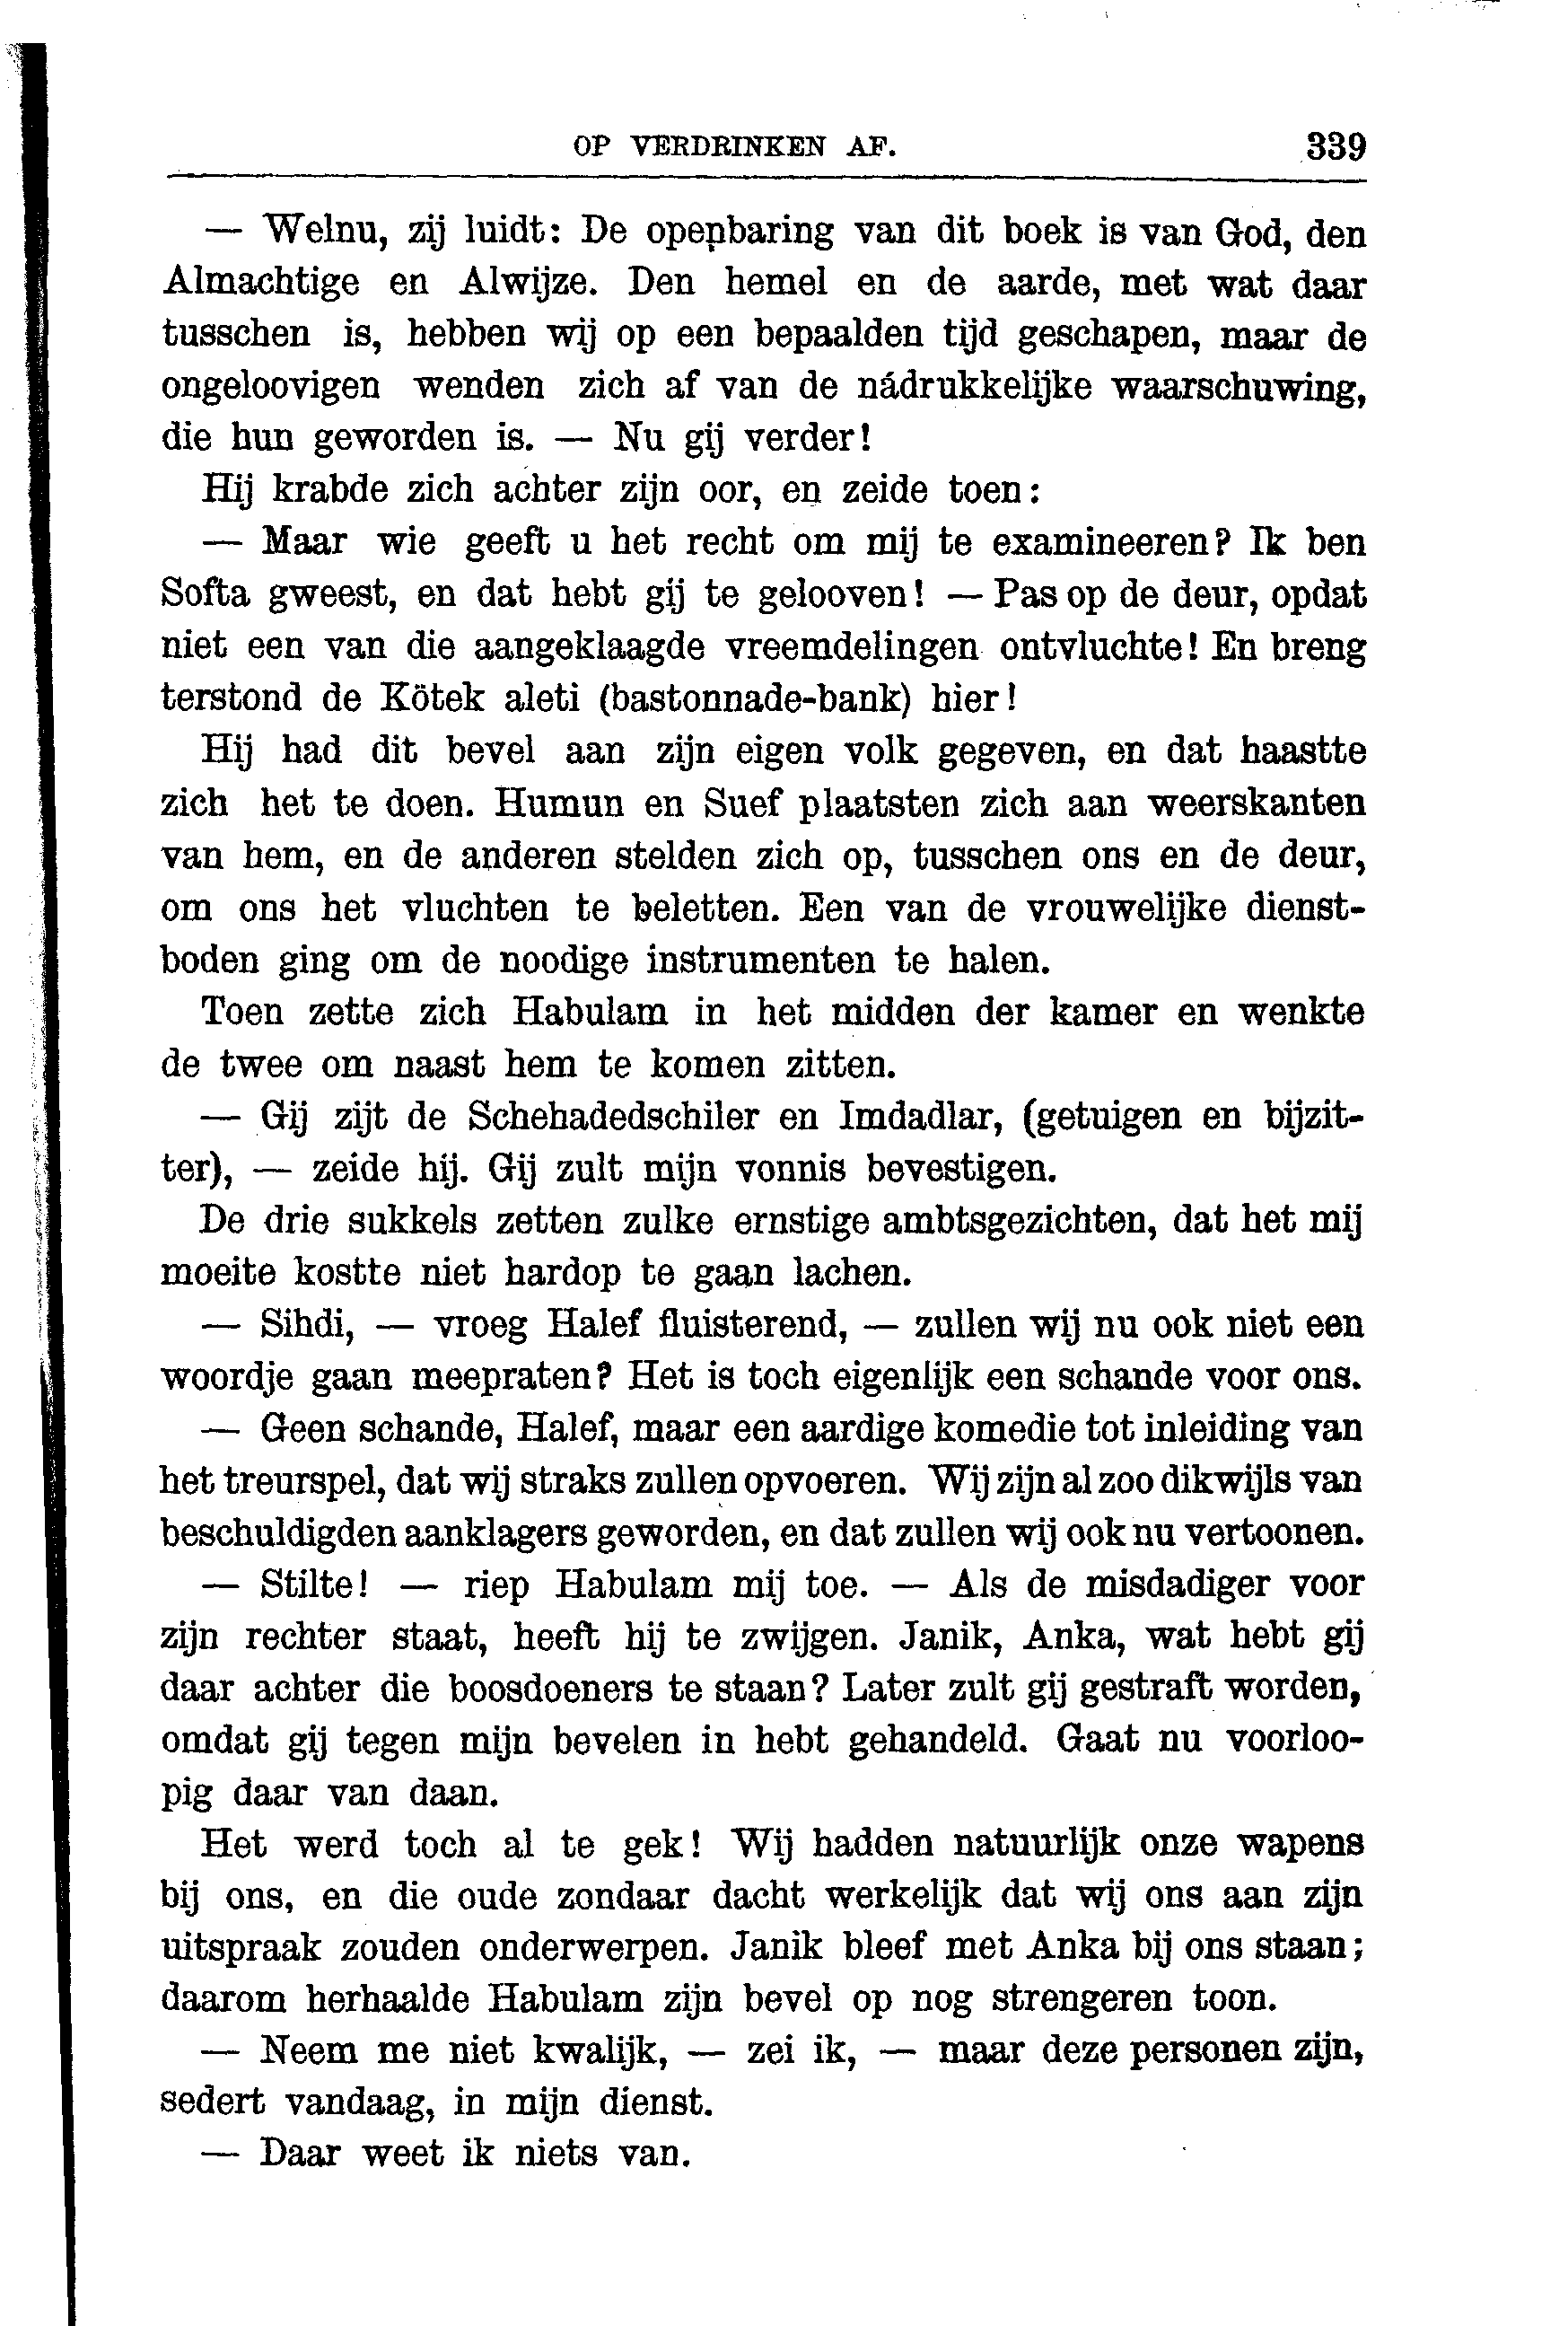 OP VERDRINKEN AF. 339
— Welnu, zij luidt: De openbaring van dit boek is van God, den
Almachtige en Alwijze. Den hemel en de aarde, met wat daar
tusschen is, hebben wij op een bepaalden tijd geschapen, maar de
ongeloovigen wenden zich af van de nádrukkelijke waarschuwing,
die hun geworden is. — Nu gij verder!
Hij krabde zich achter zijn oor, en zeide toen:
— Maar wie geeft u het recht om mij te examineeren? Ik ben
Softa gweest, en dat hebt gij te gelooven! — Pas op de deur, opdat
niet een van die aangeklaagde vreemdelingen ontvluchte! En breng
terstond de Kötek aleti (bastonnade-bank) hier!
Hij had dit bevel aan zijn eigen volk gegeven, en dat haastte
zich het te doen. Humun en Suef plaatsten zich aan weerskanten
van hem, en de anderen stelden zich op, tusschen ons en de deur,
om ons het vluchten te beletten. Een van de vrouwelijke dienst-
boden ging om de noodige instrumenten te halen.
Toen zette zich Habulam in het midden der kamer en wenkte
de twee om naast hem te komen zitten.
— Gij zijt de Schehadedschiler en Imdadlar, (getuigen en bijzit-
ter), — zeide hij. Gij zult mijn vonnis bevestigen.
De drie sukkels zetten zulke ernstige ambtsgezichten, dat het mij
moeite kostte niet hardop te gaan lachen.
— Sihdi, — vroeg Halef fluisterend, — zullen wij nu ook niet een
woordje gaan meepraten? Het is toch eigenlijk een schande voor ons.
— Geen schande, Halef, maar een aardige komedie tot inleiding van
het treurspel, dat wij straks zullen opvoeren. Wij zijn al zoo dikwijls van
beschuldigden aanklagers geworden, en dat zullen wij ook nu vertoonen.
— Stilte! — riep Habulam mij toe. — Als de misdadiger voor
zijn rechter staat, heeft hij te zwijgen. Janik, Anka, wat hebt gij
daar achter die boosdoeners te staan? Later zult gij gestraft worden,
omdat gij tegen mijn bevelen in hebt gehandeld. Gaat nu voorloo-
pig daar van daan.
Het werd toch al te gek! Wij hadden natuurlijk onze wapens
bij ons, en die oude zondaar dacht werkelijk dat wij ons aan zijn
uitspraak zouden onderwerpen. Janik bleef met Anka bij ons staan;
daarom herhaalde Habulam zijn bevel op nog strengeren toon.
— Neem me niet kwalijk, — zei ik, — maar deze personen zijn,
sedert vandaag, in mijn dienst.
— Daar weet ik niets van.